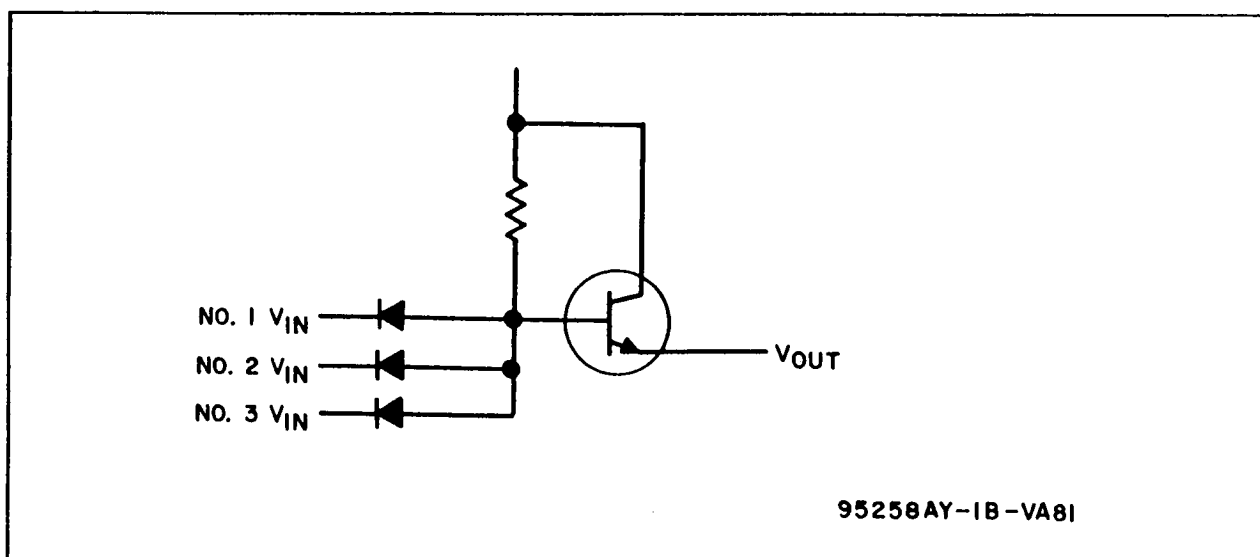 NO. 1 VIN
NO. 2 VIN
NO. 3 VIN
VOUT
95258AY-1B-VA81